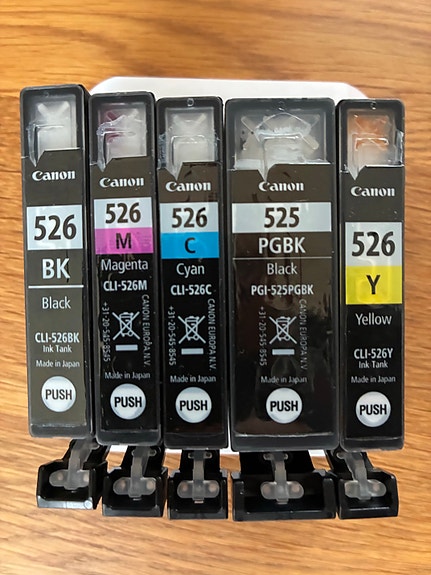 Canon
526
BK
Black
CLI-526BK
Ink Tank
Made in Japan
PUSH
Canon
526
M
Magenta
CLI-526M
CANON EUROPA N.V.
+31-20-545-8545
Made in Japan
PUSH
Canon
526
C
Cyan
CLI-526C
CANON EUROPA N.V.
+31-20-545-8545
Made in Japan
PUSH
Canon
525
PGBK
Black
PGI-525PGBK
CANON EUROPA N.V.
+31-20-545-8545
Made in Japan
PUSH
Canon
526
Y
Yellow
CLI-526Y
Ink Tank
Made in Japan
PUSH